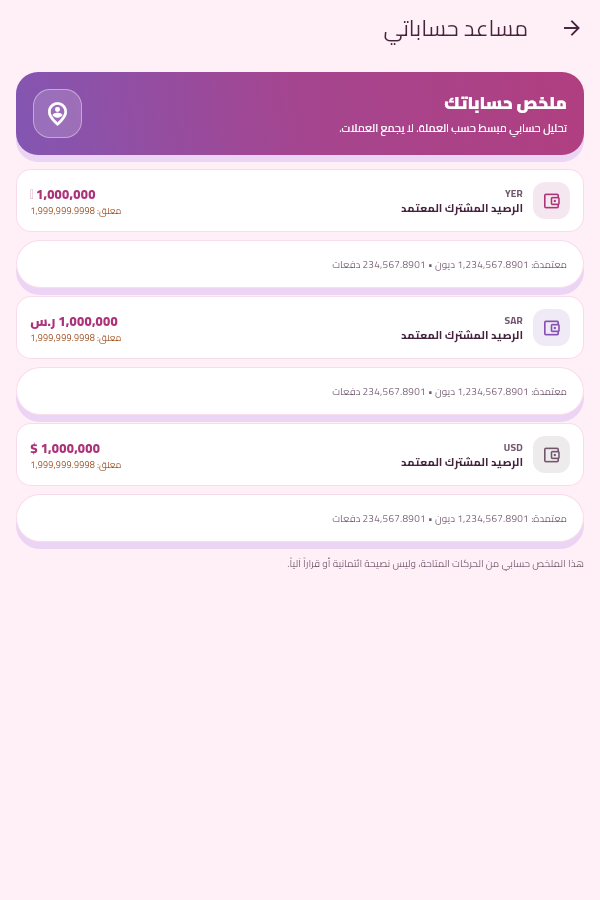 مساعد حساباتي
ملخص حساباتك
تحليل حسابي مبسط حسب العملة. لا يجمع العملات.
YER
الرصيد المشترك المعتمد
1,000,000
معلق: 1,999,999.9998
معتمدة: 1,234,567.8901 ديون • 234,567.8901 دفعات
SAR
الرصيد المشترك المعتمد
1,000,000 ر.س
معلق: 1,999,999.9998
معتمدة: 1,234,567.8901 ديون • 234,567.8901 دفعات
USD
الرصيد المشترك المعتمد
1,000,000 $
معلق: 1,999,999.9998
معتمدة: 1,234,567.8901 ديون • 234,567.8901 دفعات
هذا الملخص حسابي من الحركات المتاحة، وليس نصيحة ائتمانية أو قراراً آلياً.